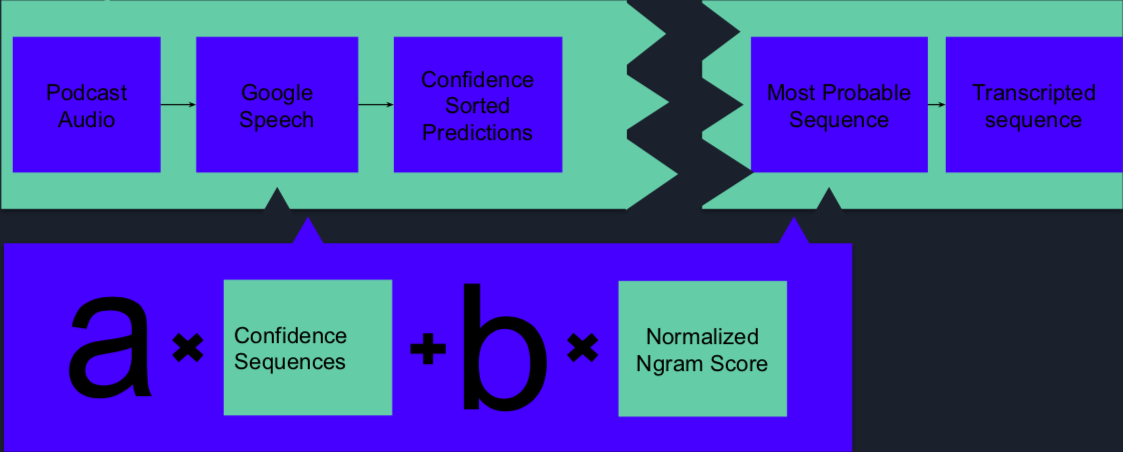 Podcast
Audio
Google
Speech
Confidence
Sorted
Predictions
Most Probable
Sequence
Transcripted
sequence
a × Confidence
Sequences
+ b × Normalized
Ngram Score